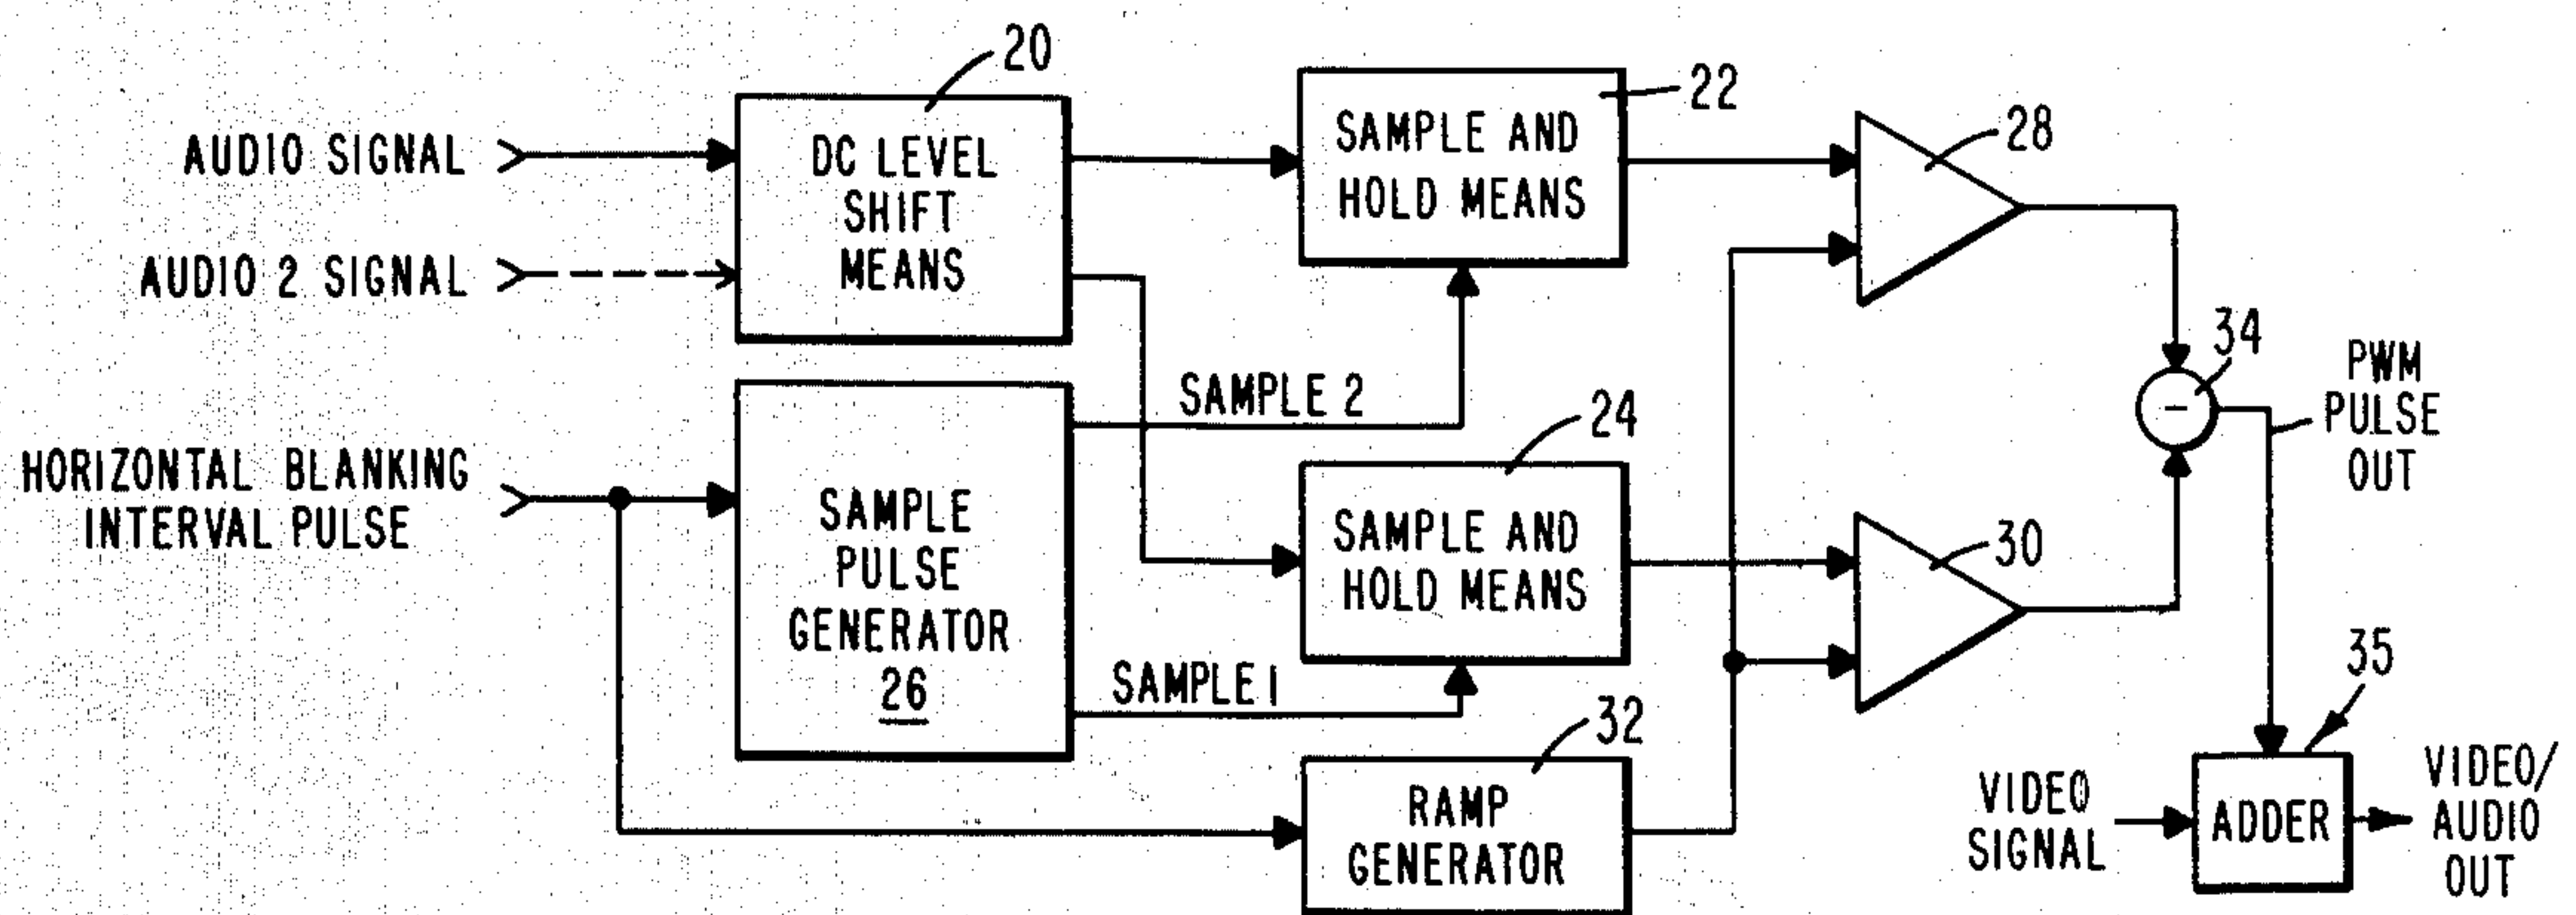 20
AUDIO SIGNAL
DC LEVEL
SHIFT
MEANS
AUDIO 2 SIGNAL
22
SAMPLE AND
HOLD MEANS
28
SAMPLE 2
34
PWM
PULSE
OUT
HORIZONTAL BLANKING
INTERVAL PULSE
SAMPLE
PULSE
GENERATOR
26
24
SAMPLE AND
HOLD MEANS
30
SAMPLE 1
32
RAMP
GENERATOR
35
VIDEO
SIGNAL
ADDER
VIDEO/
AUDIO
OUT
−